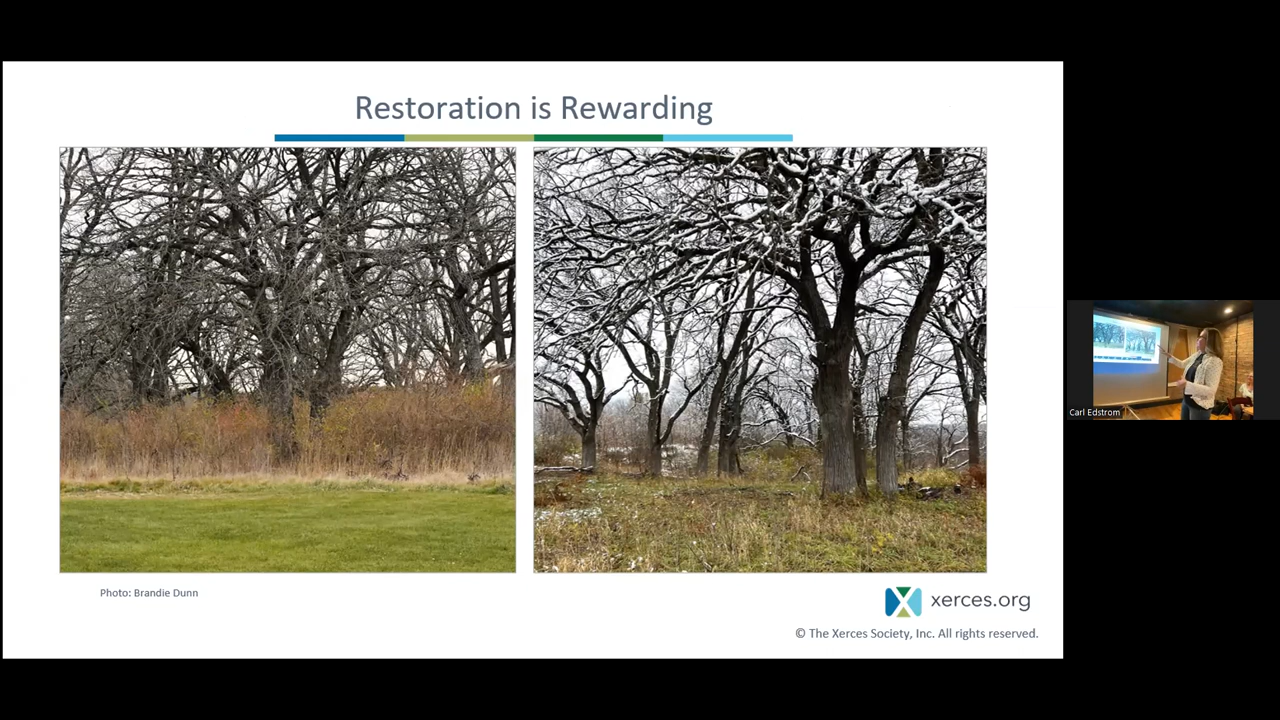 Restoration is Rewarding
Photo: Brandie Dunn
xerces.org
© The Xerces Society, Inc. All rights reserved.
Carl Edstrom